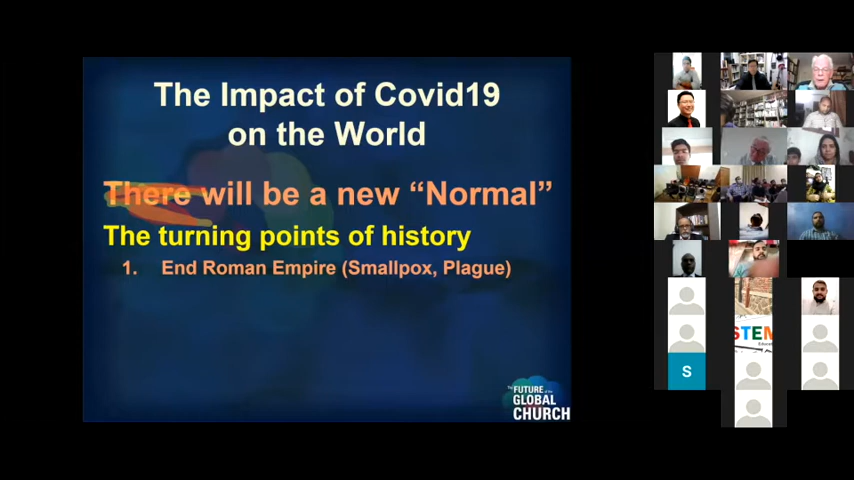 The Impact of Covid19
on the World
There will be a new “Normal”
The turning points of history
1. End Roman Empire (Smallpox, Plague)
THE FUTURE of the
GLOBAL
CHURCH
STEM
S